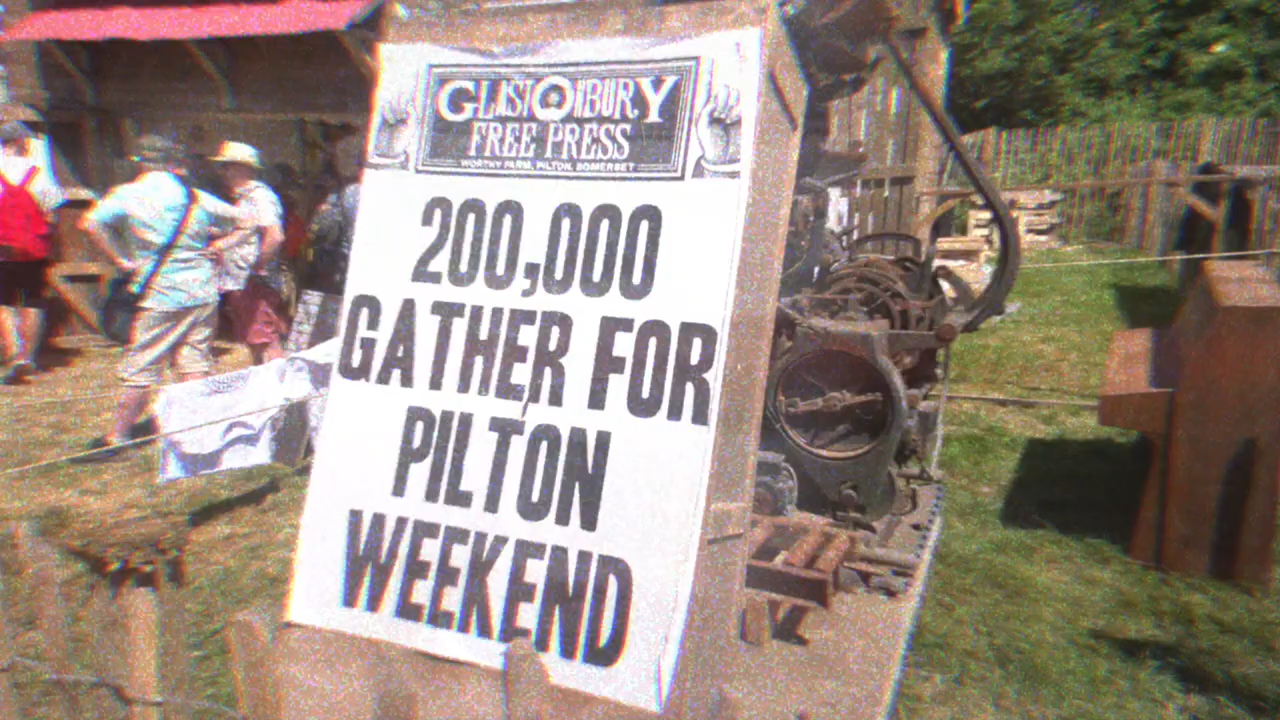 GLASTONBURY
FREE PRESS
WORTHY FARM, PILTON, SOMERSET
200,000
GATHER FOR
PILTON
WEEKEND